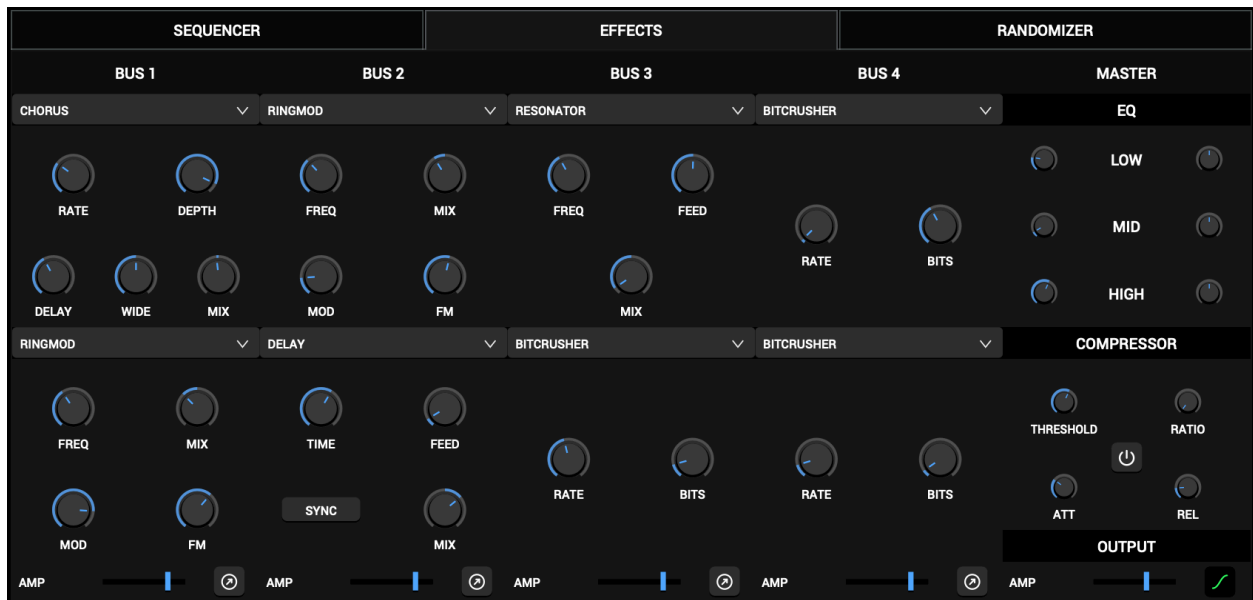 SEQUENCER EFFECTS RANDOMIZER
BUS 1 BUS 2 BUS 3 BUS 4 MASTER
CHORUS RINGMOD RESONATOR BITCRUSHER EQ
LOW
RATE DEPTH FREQ MIX FREQ FEED
MID
RATE BITS
HIGH
DELAY WIDE MIX MOD FM MIX
RINGMOD DELAY BITCRUSHER BITCRUSHER COMPRESSOR
THRESHOLD RATIO
FREQ MIX TIME FEED
RATE BITS RATE BITS
SYNC
ATT REL
MOD FM MIX
OUTPUT
AMP AMP AMP AMP AMP